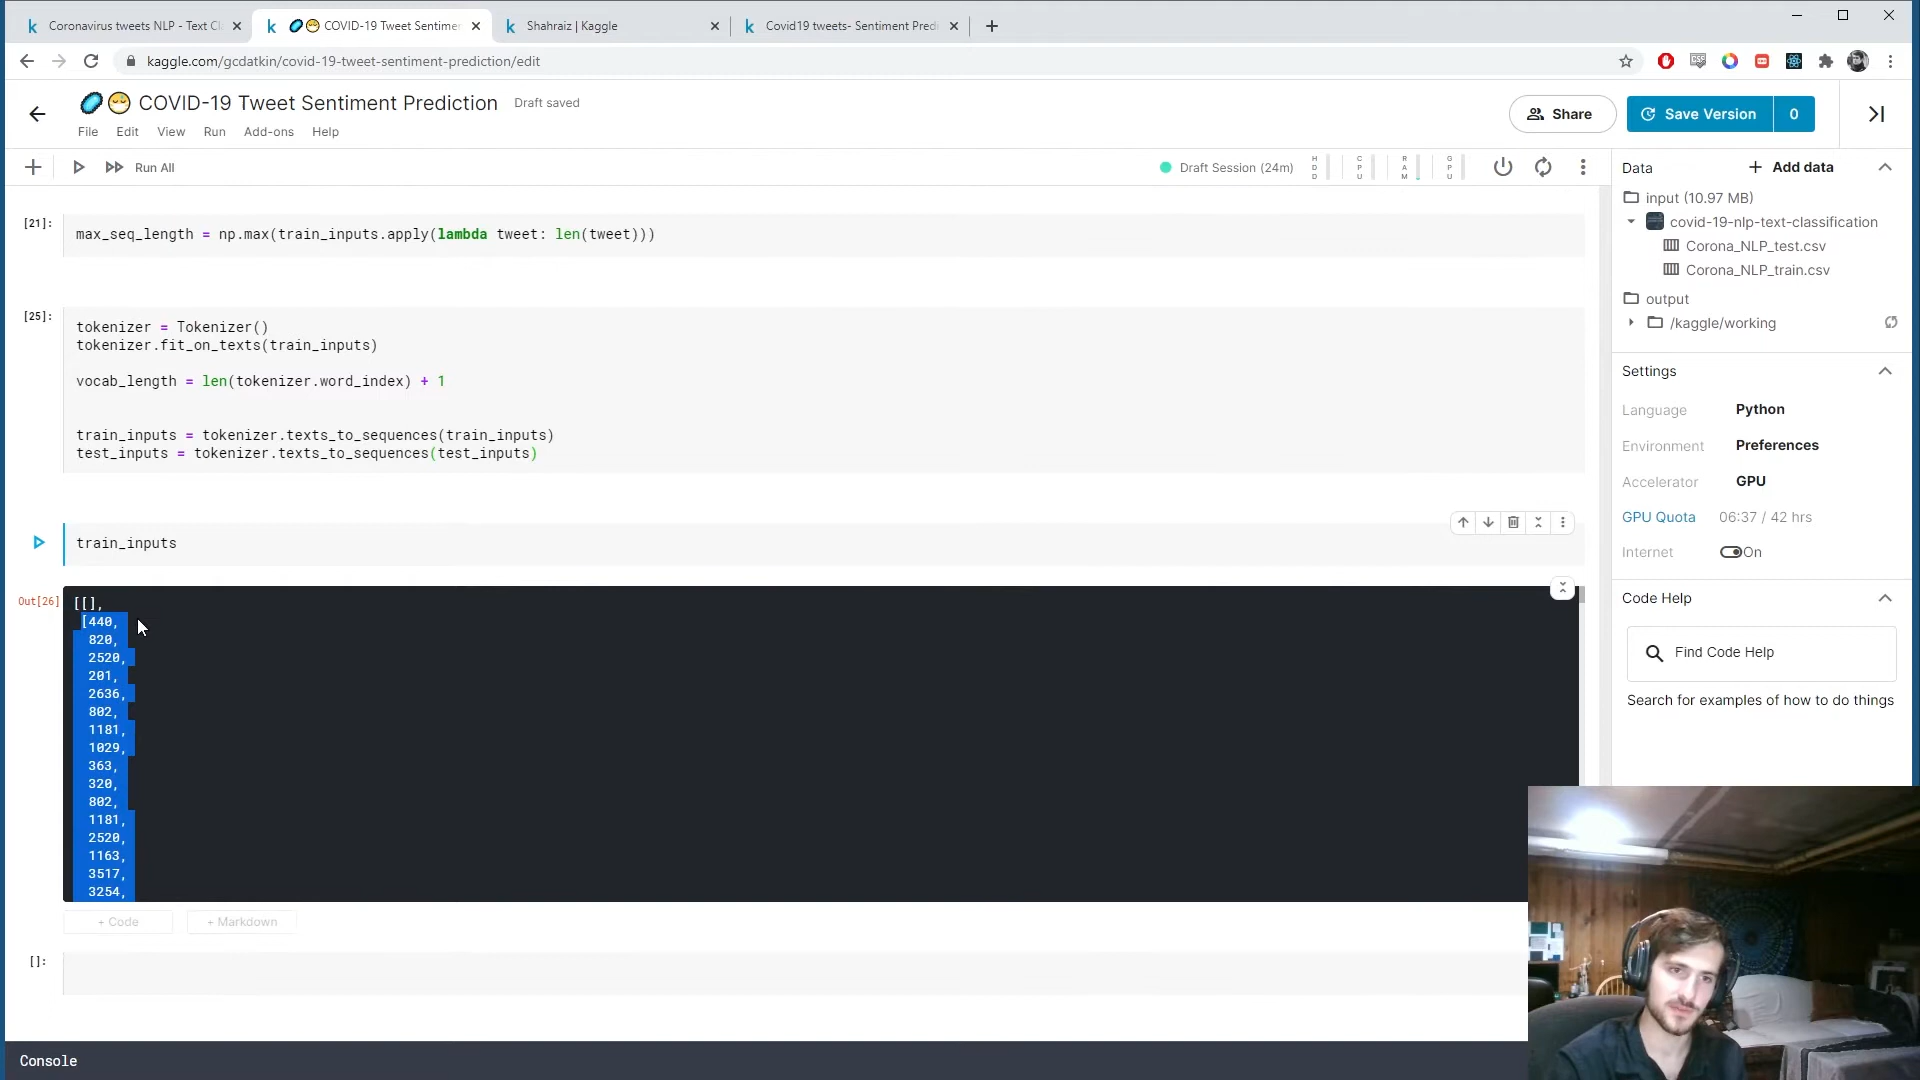 Coronavirus tweets NLP - Text Cl
COVID-19 Tweet Sentimen
Shahraiz | Kaggle
Covid19 tweets- Sentiment Predi
kaggle.com/gcdatkin/covid-19-tweet-sentiment-prediction/edit
COVID-19 Tweet Sentiment Prediction
Draft saved
File Edit View Run Add-ons Help
Share
Save Version 0
Run All
Draft Session (24m)
HDD
CPU
RAM
GPU
[21]:
max_seq_length = np.max(train_inputs.apply(lambda tweet: len(tweet)))
[25]:
tokenizer = Tokenizer()
tokenizer.fit_on_texts(train_inputs)
vocab_length = len(tokenizer.word_index) + 1
train_inputs = tokenizer.texts_to_sequences(train_inputs)
test_inputs = tokenizer.texts_to_sequences(test_inputs)
train_inputs
Out[26]
[[],
[440,
820,
2520,
201,
2636,
802,
1181,
1029,
363,
320,
802,
1181,
2520,
1163,
3517,
3254,
+ Code
+ Markdown
[]:
Console
Data
+ Add data
input (10.97 MB)
covid-19-nlp-text-classification
Corona_NLP_test.csv
Corona_NLP_train.csv
output
/kaggle/working
Settings
Language Python
Environment Preferences
Accelerator GPU
GPU Quota 06:37 / 42 hrs
Internet On
Code Help
Find Code Help
Search for examples of how to do things